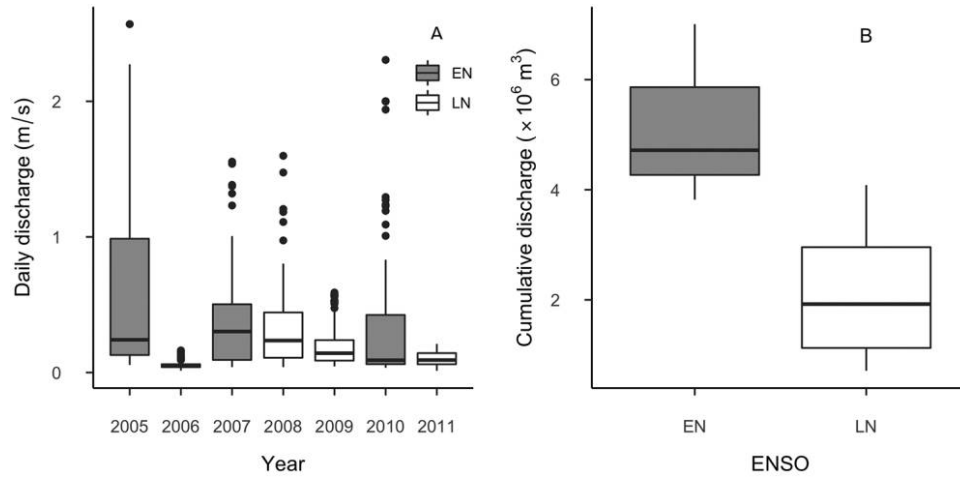 A
EN
LN
2
1
0
Daily discharge (m/s)
2005 2006 2007 2008 2009 2010 2011
Year
B
6
4
2
Cumulative discharge ( × 10⁶ m³)
EN LN
ENSO